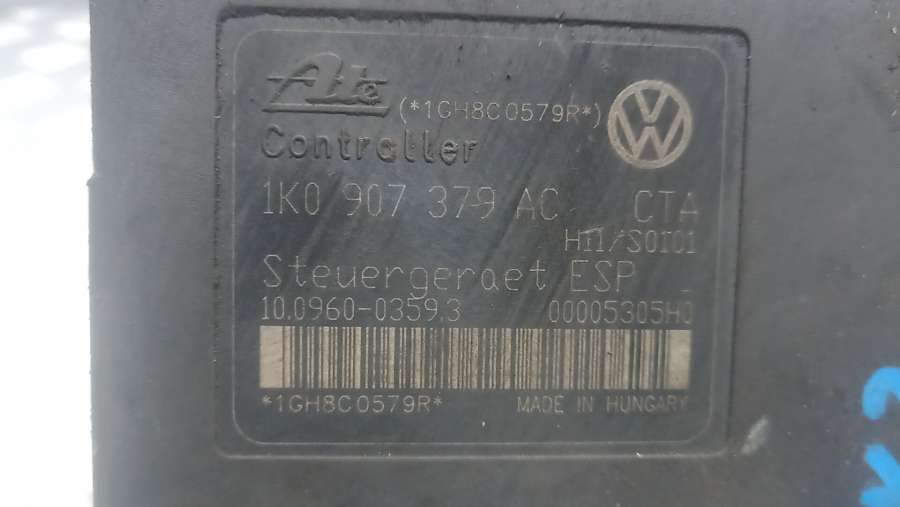 Ate
(*1GH8C0579R*)
Controller
1K0 907 379 AC CTA
H11/S0101
Steuergeraet ESP
10.0960-0359.3 00005305H0
*1GH8C0579R* MADE IN HUNGARY